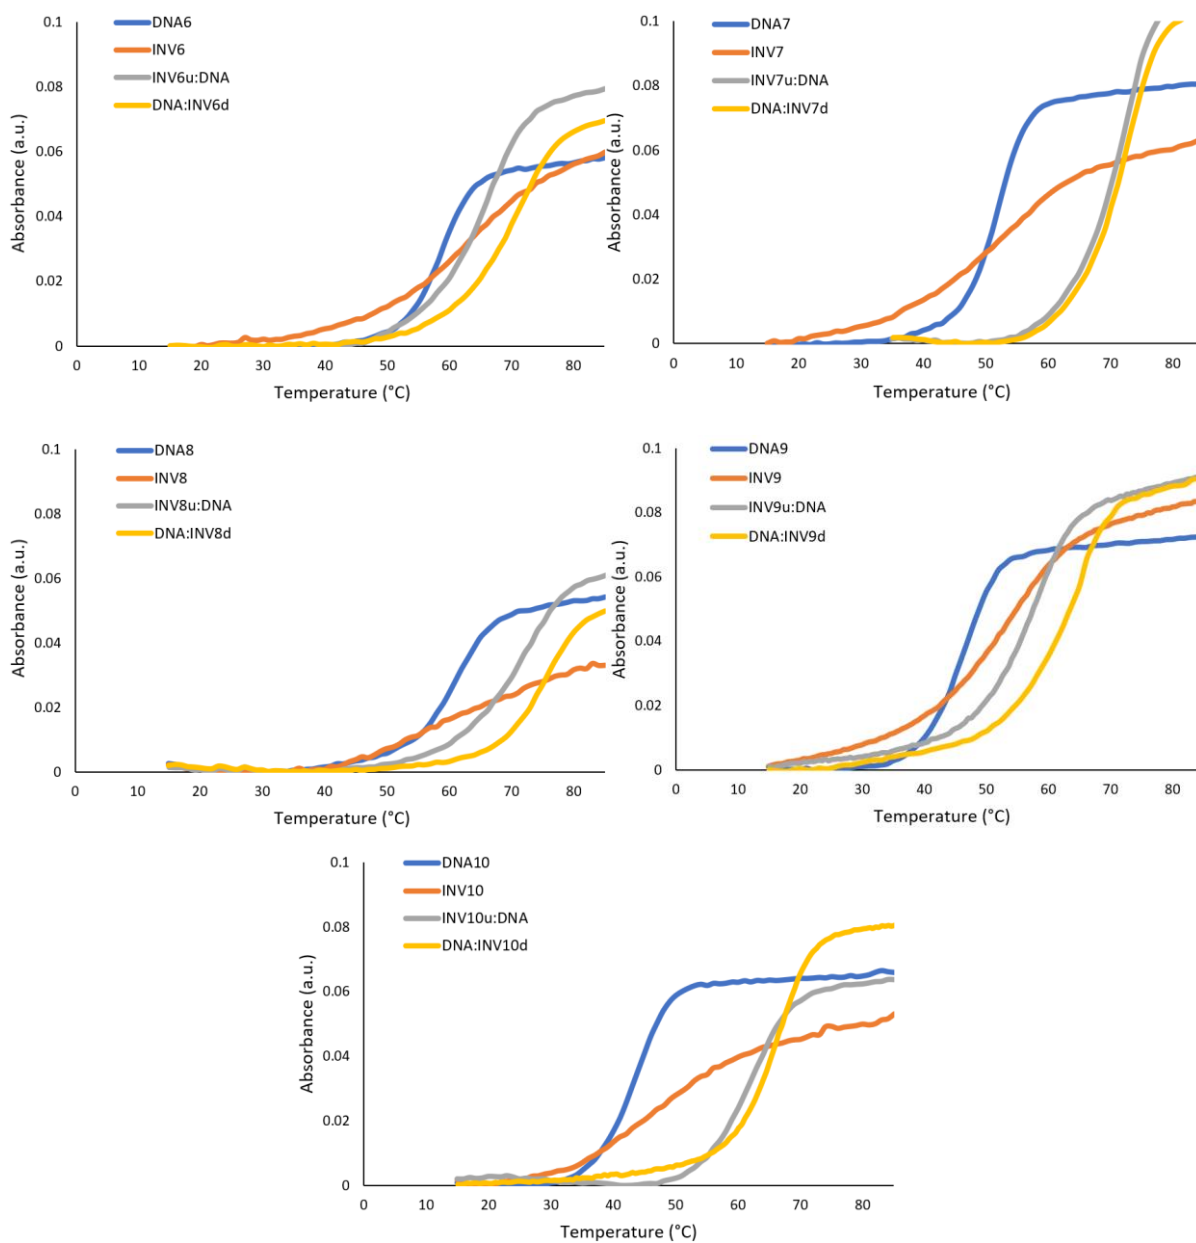 0.1
DNA6
INV6
INV6u:DNA
DNA:INV6d
0.08
0.06
0.04
0.02
0
Absorbance (a.u.)
0 10 20 30 40 50 60 70 80
Temperature (°C)
0.1
DNA7
INV7
INV7u:DNA
DNA:INV7d
0.08
0.06
0.04
0.02
0
Absorbance (a.u.)
0 10 20 30 40 50 60 70 80
Temperature (°C)
0.1
DNA8
INV8
INV8u:DNA
DNA:INV8d
0.08
0.06
0.04
0.02
0
Absorbance (a.u.)
0 10 20 30 40 50 60 70 80
Temperature (°C)
0.1
DNA9
INV9
INV9u:DNA
DNA:INV9d
0.08
0.06
0.04
0.02
0
Absorbance (a.u.)
0 10 20 30 40 50 60 70 80
Temperature (°C)
0.1
DNA10
INV10
INV10u:DNA
DNA:INV10d
0.08
0.06
0.04
0.02
0
Absorbance (a.u.)
0 10 20 30 40 50 60 70 80
Temperature (°C)